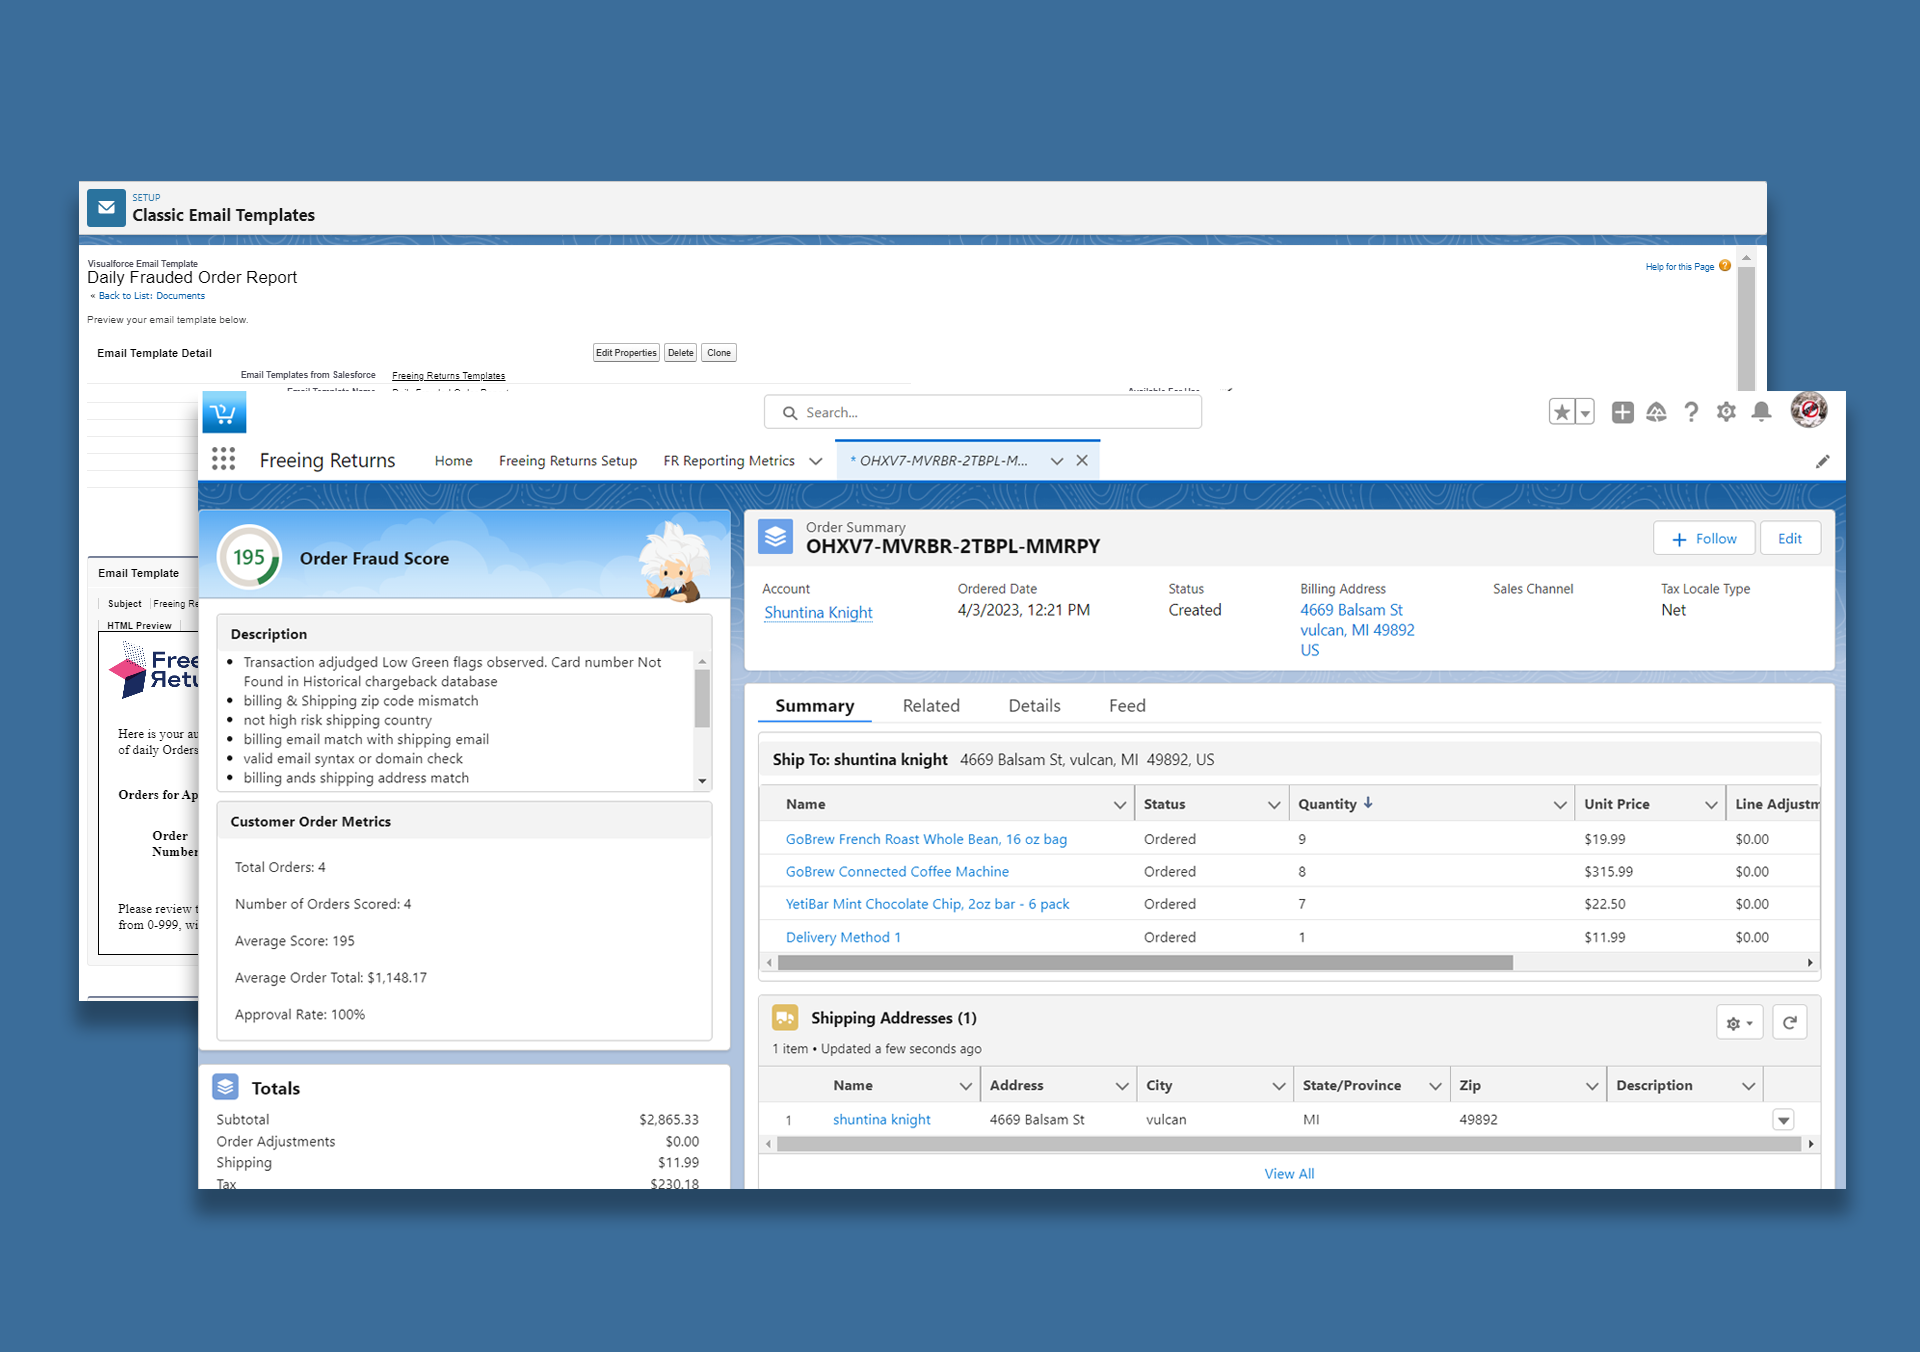 SETUP
Classic Email Templates
Visualforce Email Template
Daily Frauded Order Report
« Back to List: Documents
Help for this Page
Preview your email template below.
Email Template Detail
Edit Properties Delete Clone
Email Templates from Salesforce Freeing Returns Templates
Email Template
Subject Freeing Re
HTML Preview
Free
Retu
Here is your au
of daily Orders
Orders for Ap
Order
Number
Please review t
from 0-999, wi
Search...
Freeing Returns
Home
Freeing Returns Setup
FR Reporting Metrics
* OHXV7-MVRBR-2TBPL-M...
195
Order Fraud Score
Description
Transaction adjudged Low Green flags observed. Card number Not
Found in Historical chargeback database
billing & Shipping zip code mismatch
not high risk shipping country
billing email match with shipping email
valid email syntax or domain check
billing ands shipping address match
Customer Order Metrics
Total Orders: 4
Number of Orders Scored: 4
Average Score: 195
Average Order Total: $1,148.17
Approval Rate: 100%
Totals
Subtotal $2,865.33
Order Adjustments $0.00
Shipping $11.99
Tax $230.18
Order Summary
OHXV7-MVRBR-2TBPL-MMRPY
Follow Edit
Account Ordered Date Status Billing Address Sales Channel Tax Locale Type
Shuntina Knight 4/3/2023, 12:21 PM Created 4669 Balsam St Net
vulcan, MI 49892
US
Summary Related Details Feed
Ship To: shuntina knight 4669 Balsam St, vulcan, MI 49892, US
Name Status Quantity Unit Price Line Adjustm
GoBrew French Roast Whole Bean, 16 oz bag Ordered 9 $19.99 $0.00
GoBrew Connected Coffee Machine Ordered 8 $315.99 $0.00
YetiBar Mint Chocolate Chip, 2oz bar - 6 pack Ordered 7 $22.50 $0.00
Delivery Method 1 Ordered 1 $11.99 $0.00
Shipping Addresses (1)
1 item • Updated a few seconds ago
Name Address City State/Province Zip Description
1 shuntina knight 4669 Balsam St vulcan MI 49892
View All